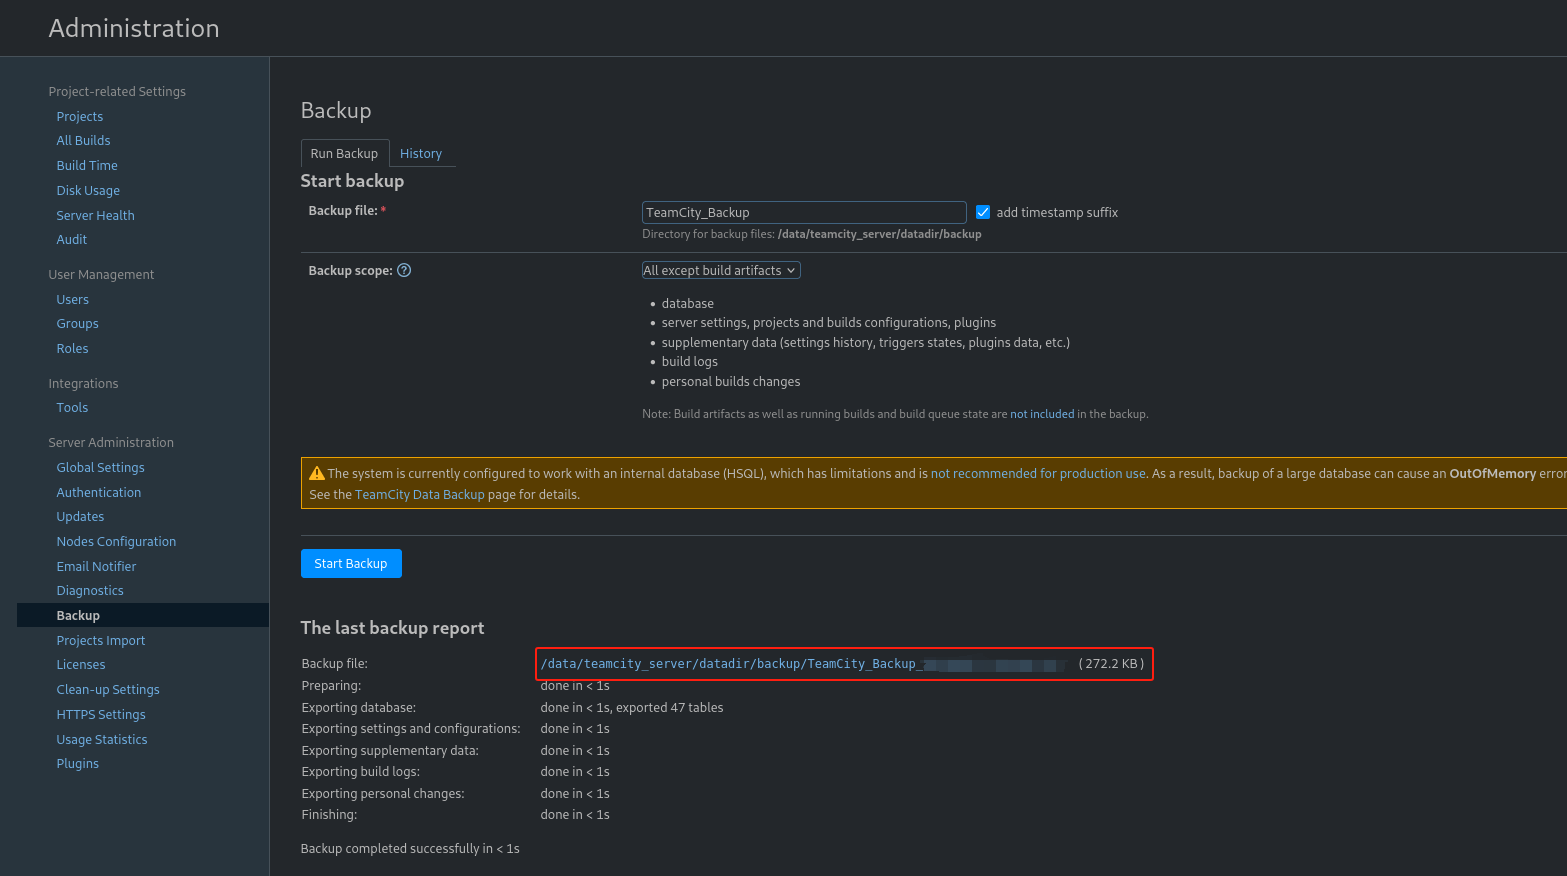 Administration
Project-related Settings
Projects
All Builds
Build Time
Disk Usage
Server Health
Audit
User Management
Users
Groups
Roles
Integrations
Tools
Server Administration
Global Settings
Authentication
Updates
Nodes Configuration
Email Notifier
Diagnostics
Backup
Projects Import
Licenses
Clean-up Settings
HTTPS Settings
Usage Statistics
Plugins
Backup
Run Backup History
Start backup
Backup file: * TeamCity_Backup add timestamp suffix
Directory for backup files: /data/teamcity_server/datadir/backup
Backup scope: ? All except build artifacts
• database
• server settings, projects and builds configurations, plugins
• supplementary data (settings history, triggers states, plugins data, etc.)
• build logs
• personal builds changes
Note: Build artifacts as well as running builds and build queue state are not included in the backup.
The system is currently configured to work with an internal database (HSQL), which has limitations and is not recommended for production use. As a result, backup of a large database can cause an OutOfMemory error
See the TeamCity Data Backup page for details.
Start Backup
The last backup report
Backup file: /data/teamcity_server/datadir/backup/TeamCity_Backup_ (272.2 KB)
Preparing: done in < 1s
Exporting database: done in < 1s, exported 47 tables
Exporting settings and configurations: done in < 1s
Exporting supplementary data: done in < 1s
Exporting build logs: done in < 1s
Exporting personal changes: done in < 1s
Finishing: done in < 1s
Backup completed successfully in < 1s